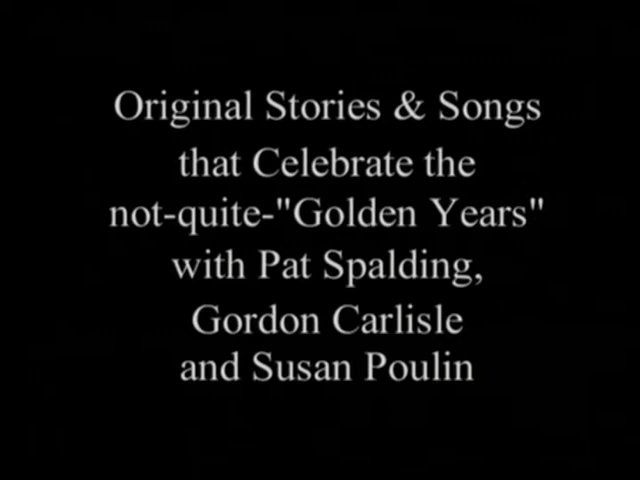 Original Stories & Songs
that Celebrate the
not-quite-"Golden Years"
with Pat Spalding,
Gordon Carlisle
and Susan Poulin